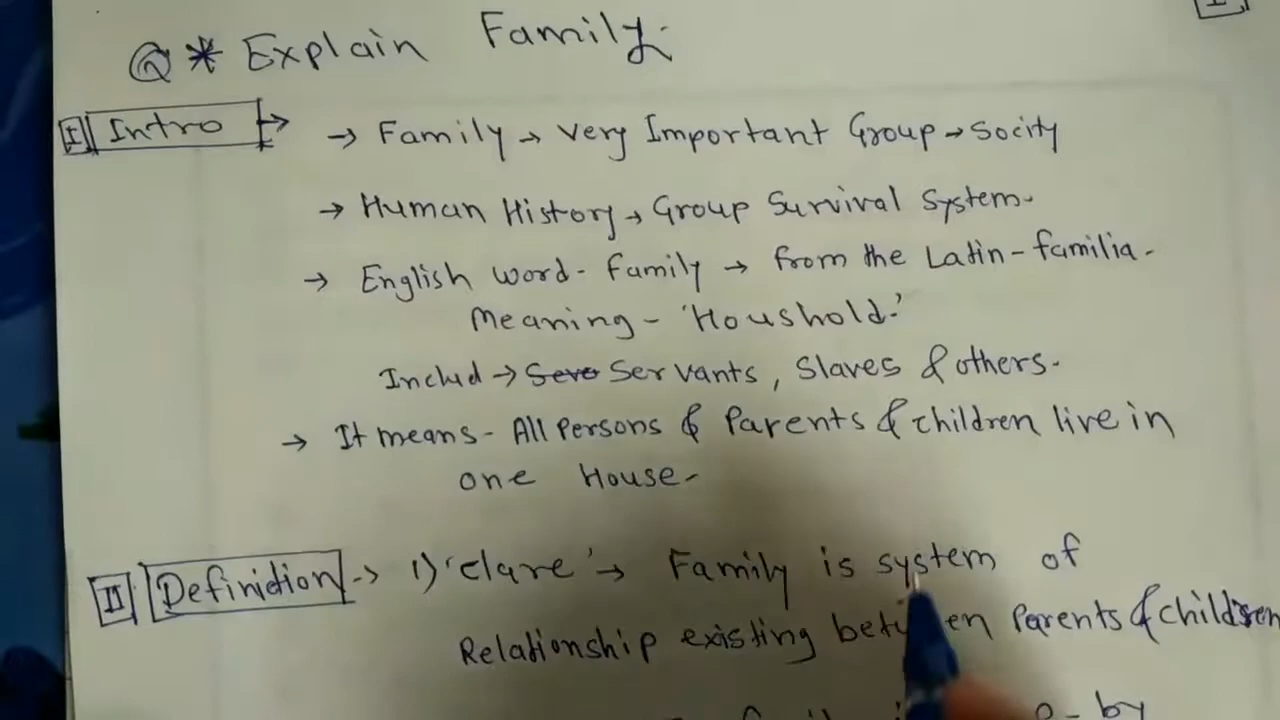 Q * Explain Family.
I Intro → → Family → Very Important Group → Socity
→ Human History → Group Survival System.
→ English word - Family → from the Latin - familia -
Meaning - 'Houshold.'
Includ → Servants, Slaves & others.
→ It means - All Persons & Parents & children live in
one House -
II Definition → 1) 'clare' → Family is system of
Relationship existing between Parents & children
by